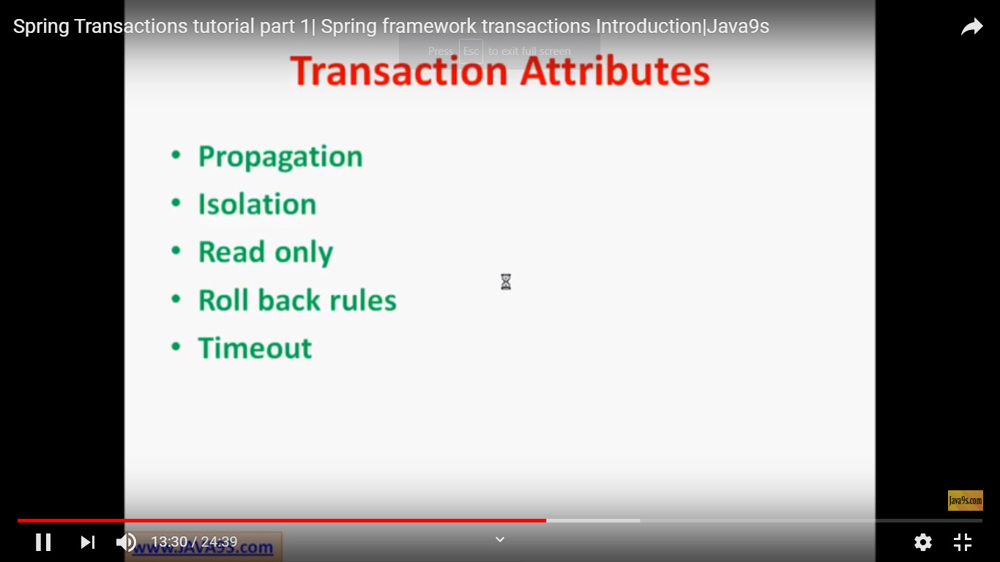 Spring Transactions tutorial part 1| Spring framework transactions Introduction|Java9s
Press Esc to exit full screen
Transaction Attributes
• Propagation
• Isolation
• Read only
• Roll back rules
• Timeout
Java9s.com
13:30 / 24:39
www.JAVA9S.com